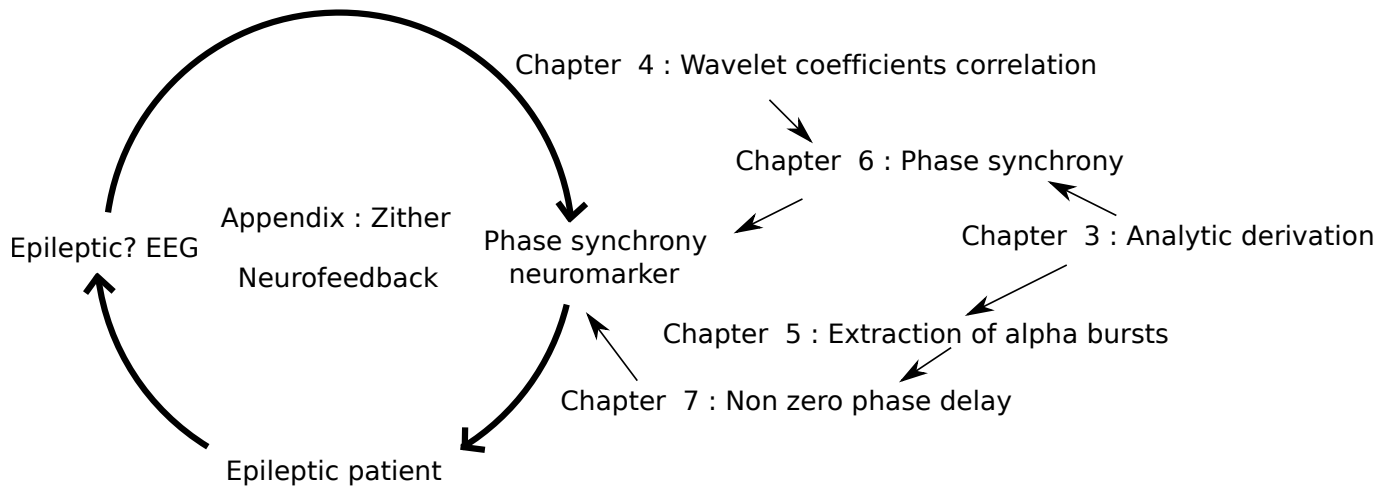 Chapter 4 : Wavelet coefficients correlation
Chapter 6 : Phase synchrony
Appendix : Zither
Chapter 3 : Analytic derivation
Epileptic? EEG
Phase synchrony
neuromarker
Neurofeedback
Chapter 5 : Extraction of alpha bursts
Chapter 7 : Non zero phase delay
Epileptic patient